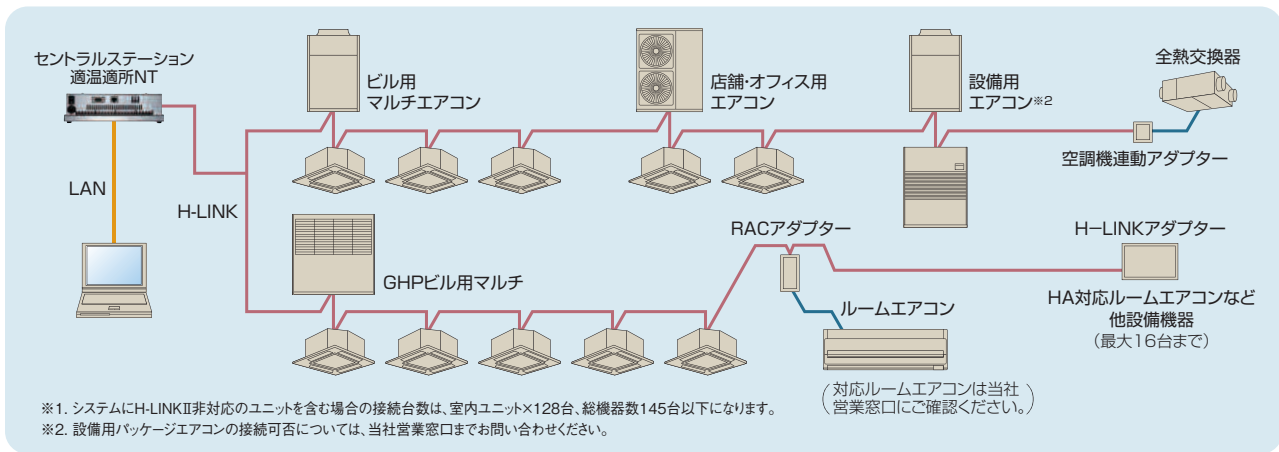 セントラルステーション
適温適所NT
LAN
H-LINK
ビル用
マルチエアコン
店舗・オフィス用
エアコン
設備用
エアコン※2
全熱交換器
空調機連動アダプター
GHPビル用マルチ
RACアダプター
ルームエアコン
(対応ルームエアコンは当社
営業窓口にご確認ください。)
H−LINKアダプター
HA対応ルームエアコンなど
他設備機器
(最大16台まで)
※1. システムにH-LINKⅡ非対応のユニットを含む場合の接続台数は、室内ユニット×128台、総機器数145台以下になります。
※2. 設備用パッケージエアコンの接続可否については、当社営業窓口までお問い合わせください。